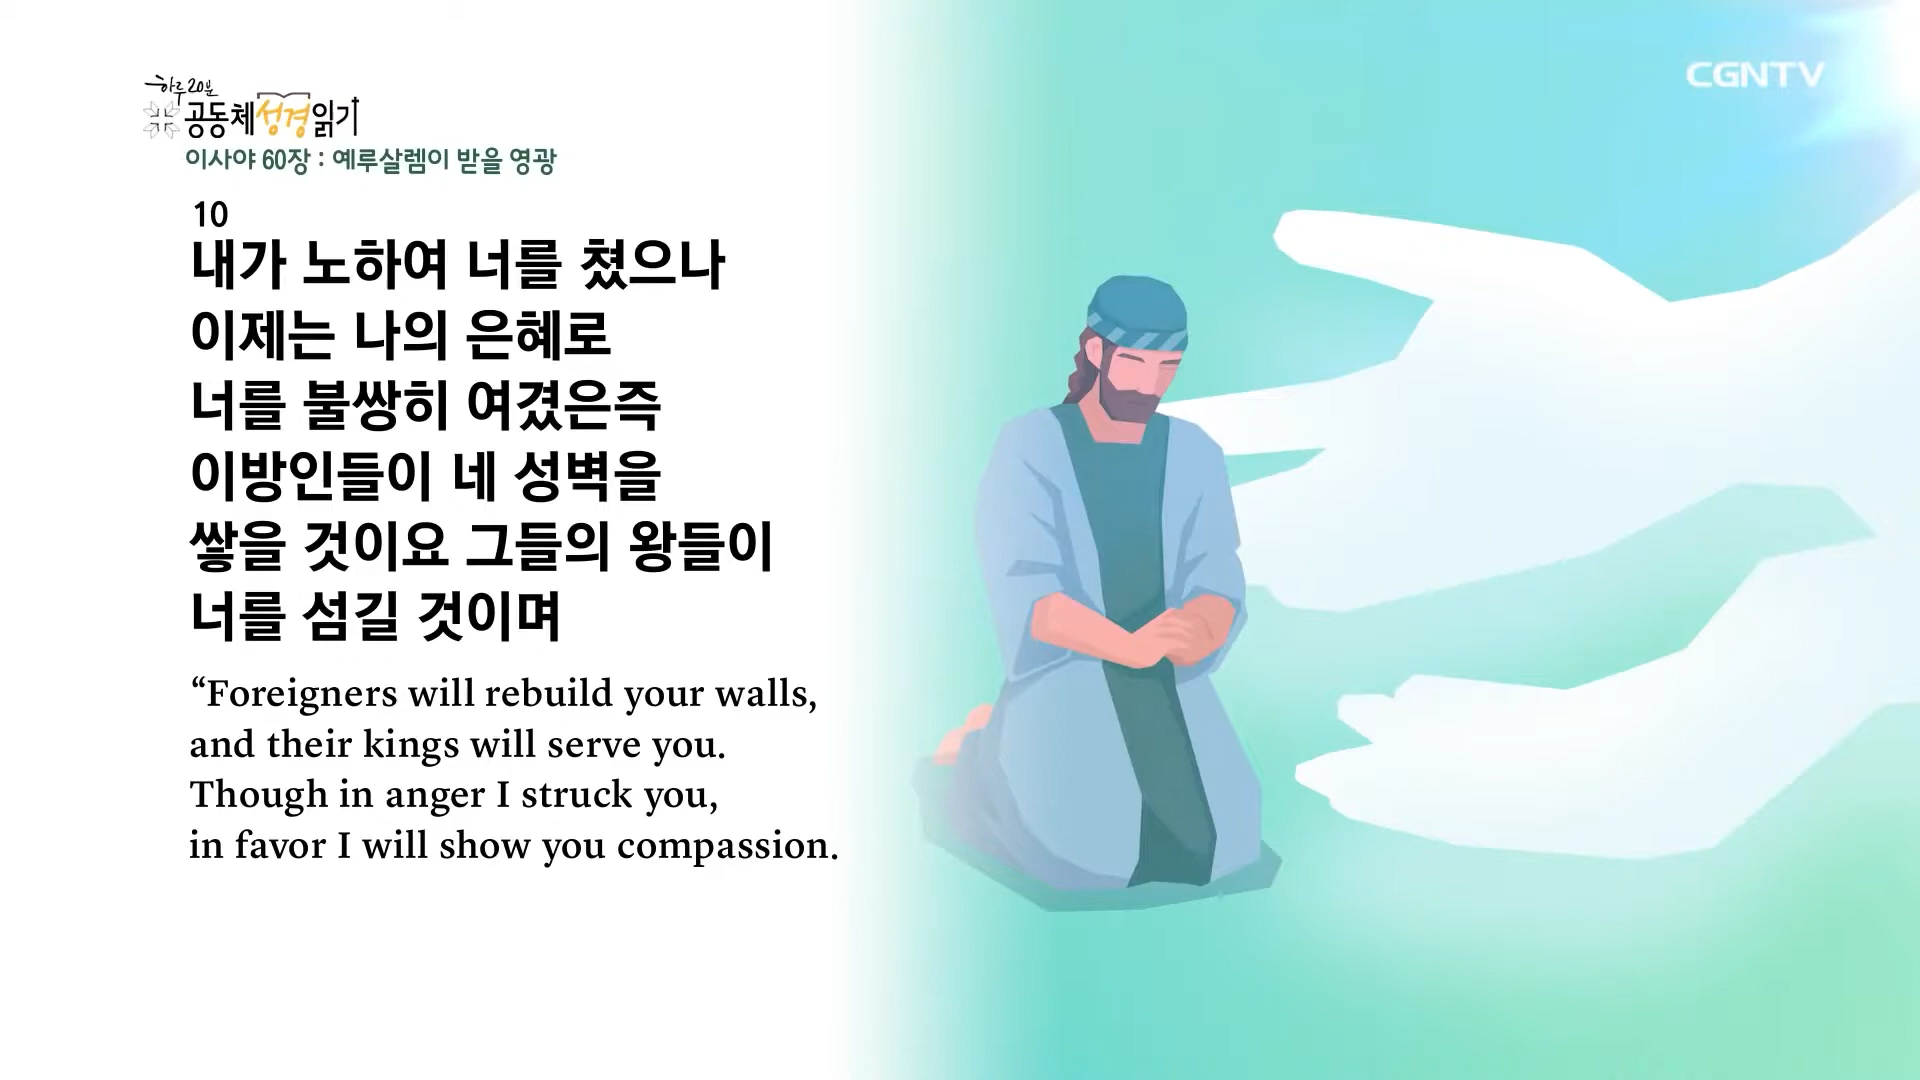 하루 20분
공동체성경읽기
CGNTV
이사야 60장 : 예루살렘이 받을 영광
10
내가 노하여 너를 쳤으나
이제는 나의 은혜로
너를 불쌍히 여겼은즉
이방인들이 네 성벽을
쌓을 것이요 그들의 왕들이
너를 섬길 것이며
“Foreigners will rebuild your walls,
and their kings will serve you.
Though in anger I struck you,
in favor I will show you compassion.